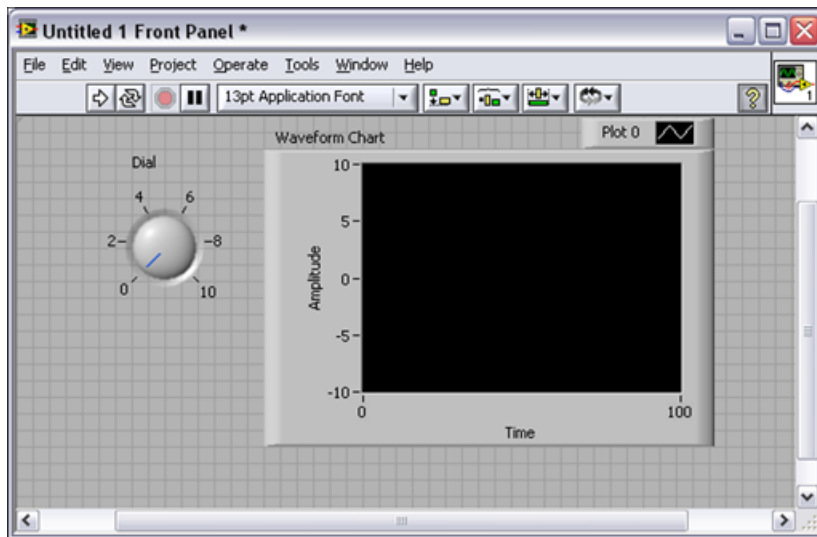 Untitled 1 Front Panel *
File Edit View Project Operate Tools Window Help
13pt Application Font
?
1
Waveform Chart
Plot 0
Dial
4 6
2 8
0 10
10
5
0
-5
-10
Amplitude
0 100
Time